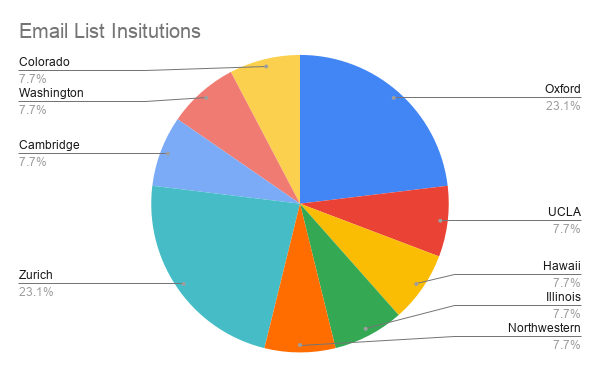 Email List Insitutions
Colorado
7.7%
Washington
7.7%
Cambridge
7.7%
Zurich
23.1%
Oxford
23.1%
UCLA
7.7%
Hawaii
7.7%
Illinois
7.7%
Northwestern
7.7%